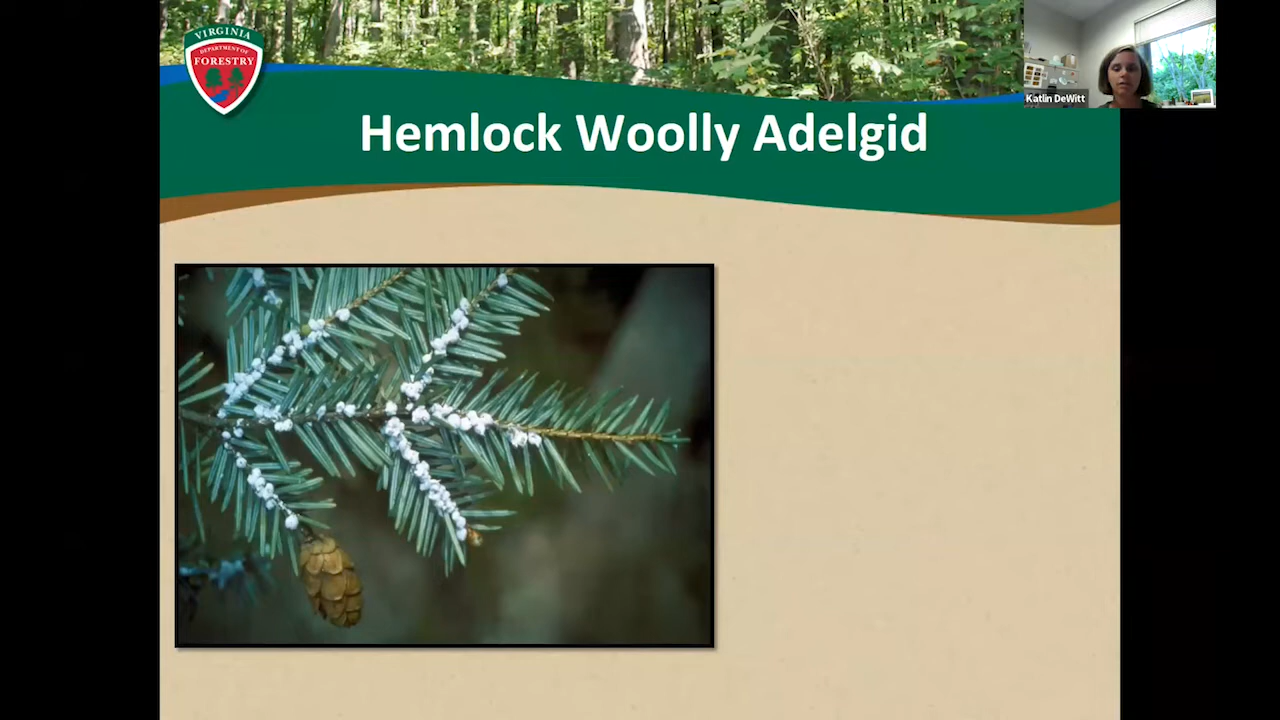 VIRGINIA
DEPARTMENT OF
FORESTRY
Katlin DeWitt
Hemlock Woolly Adelgid